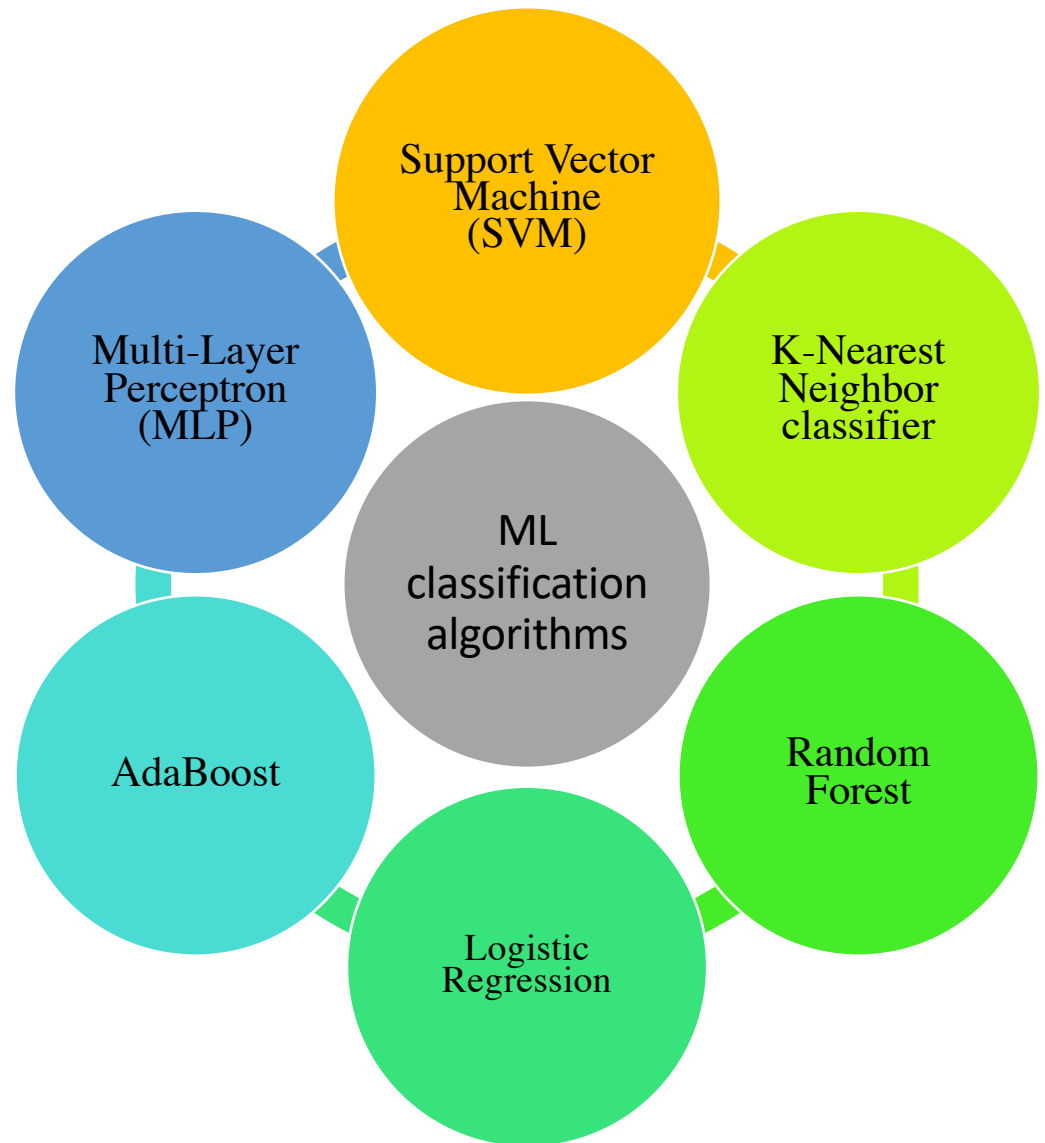 Support Vector
Machine
(SVM)
Multi-Layer
Perceptron
(MLP)
K-Nearest
Neighbor
classifier
ML
classification
algorithms
AdaBoost
Random
Forest
Logistic
Regression